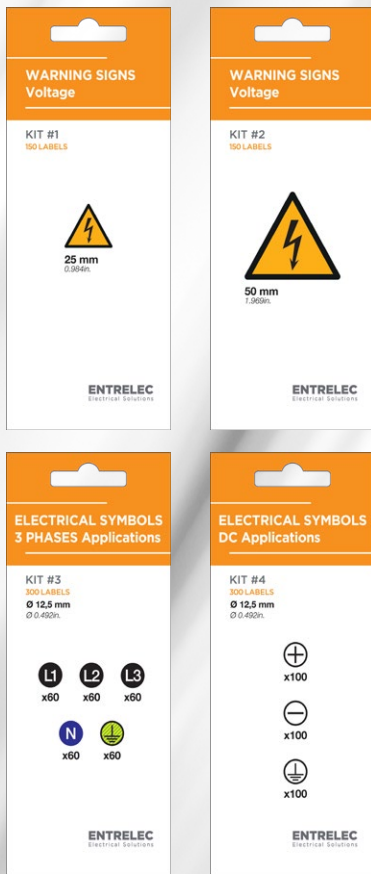 WARNING SIGNS
Voltage
KIT #1
150 LABELS
25 mm
0.984in.
ENTRELEC
Electrical Solutions
WARNING SIGNS
Voltage
KIT #2
150 LABELS
50 mm
1.969in.
ENTRELEC
Electrical Solutions
ELECTRICAL SYMBOLS
3 PHASES Applications
KIT #3
300 LABELS
Ø 12,5 mm
Ø 0.492in.
L1 L2 L3
x60 x60 x60
N
x60 x60
ENTRELEC
Electrical Solutions
ELECTRICAL SYMBOLS
DC Applications
KIT #4
300 LABELS
Ø 12,5 mm
Ø 0.492in.
x100
x100
x100
ENTRELEC
Electrical Solutions